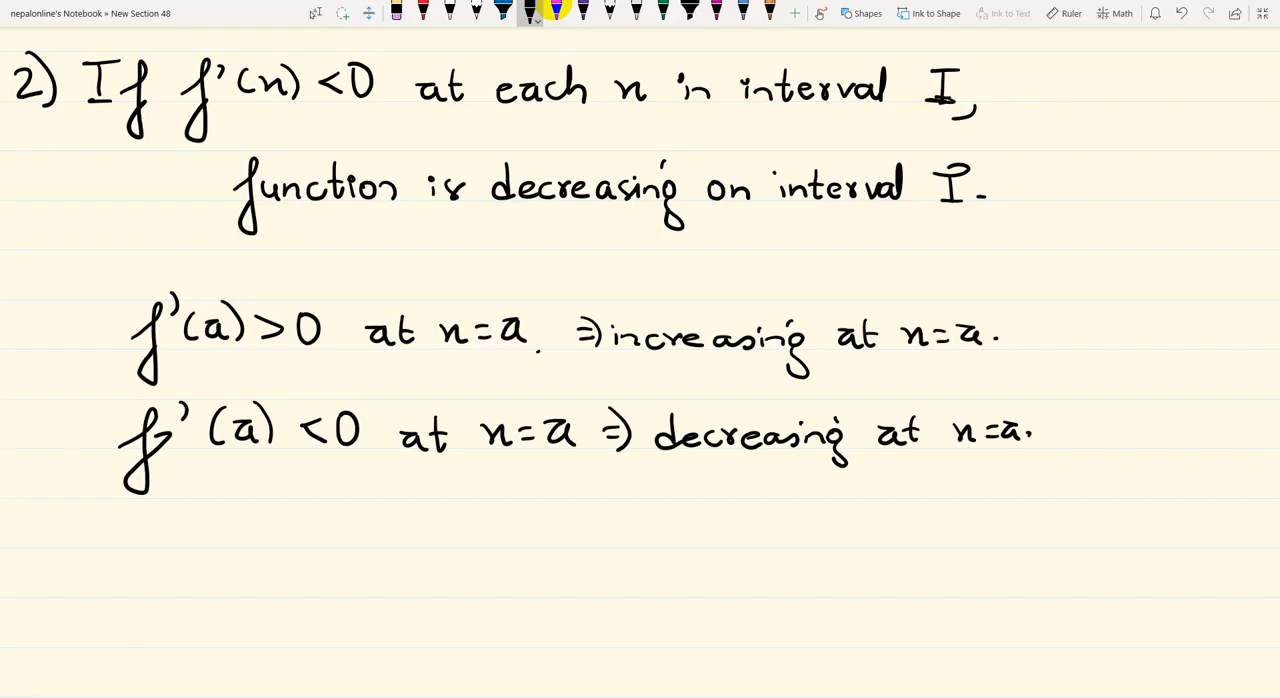 nepalonline's Notebook » New Section 48
Shapes Ink to Shape Ink to Text Ruler Math
2) If f'(x) <0 at each x in interval I,
function is decreasing on interval I.
f'(a) > 0 at x=a. ⇒ increasing at x=a.
f'(a) <0 at x=a ⇒ decreasing at x=a.